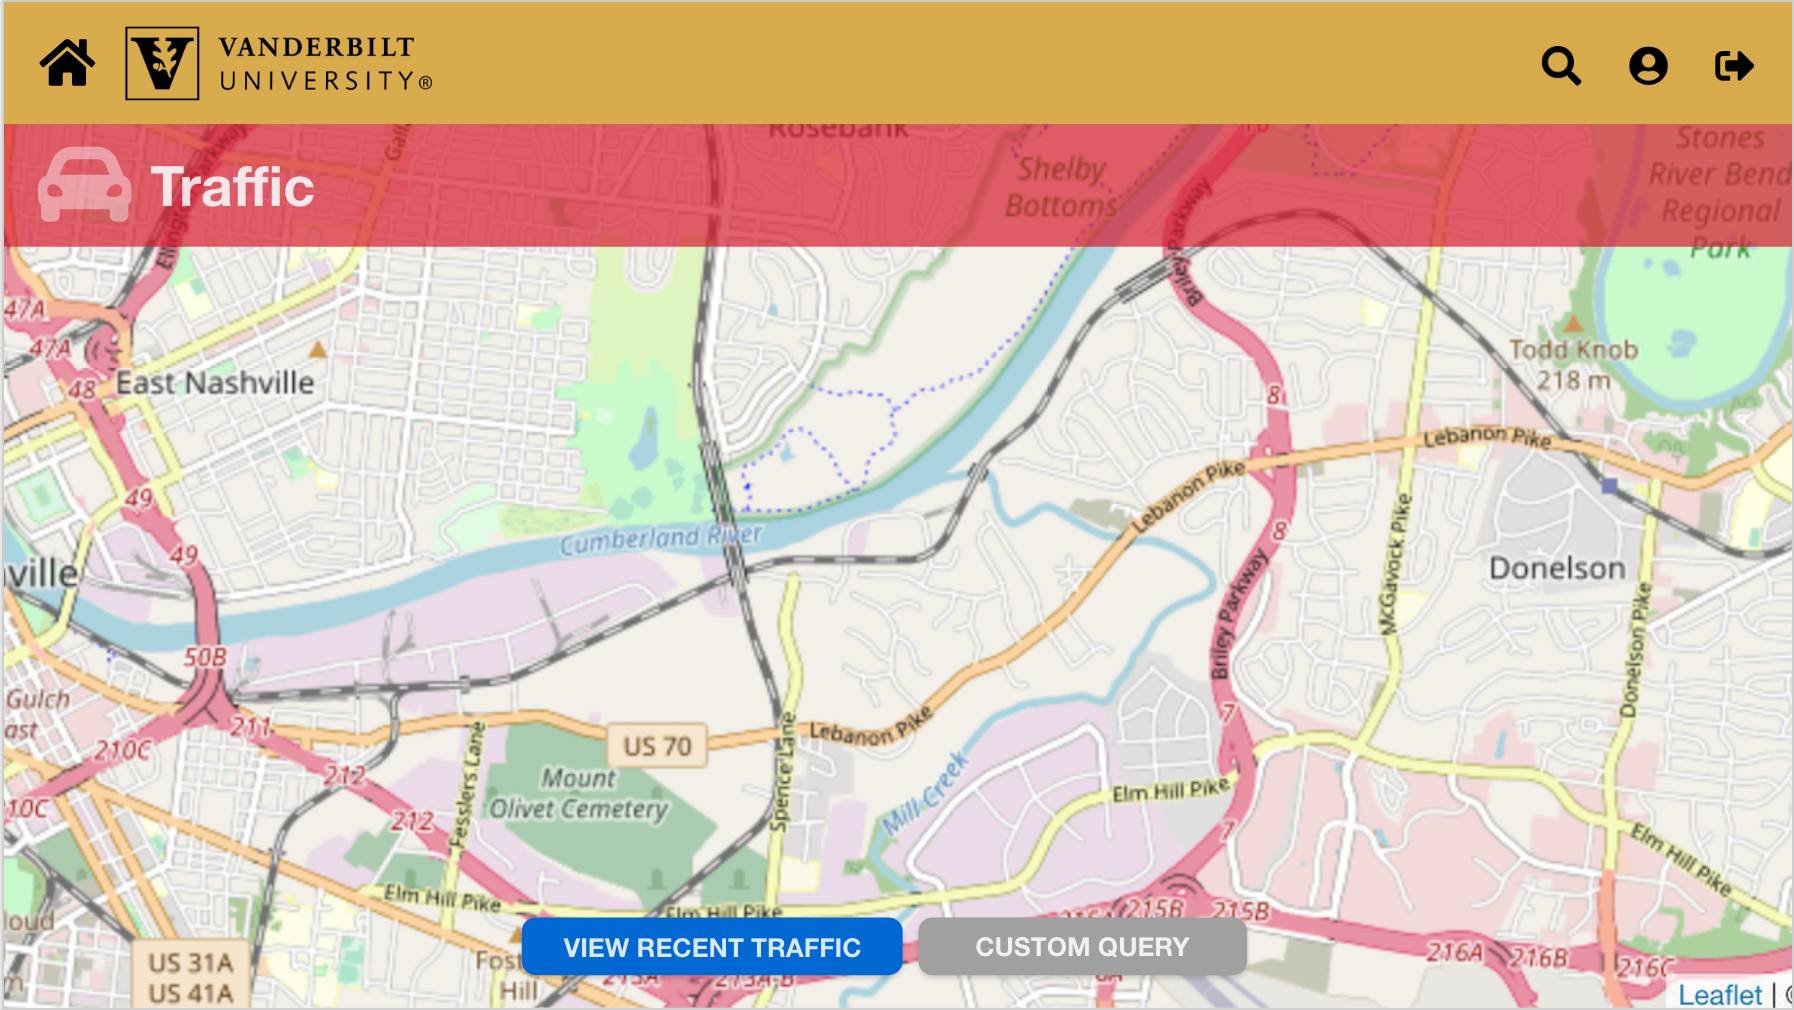 VANDERBILT
UNIVERSITY®
Traffic
Rosebank
Shelby
Bottoms
Stones
River Bend
Regional
Park
Parkway
Briley Parkway
47A
47A
48
East Nashville
Todd Knob
218 m
8
Lebanon Pike
Lebanon Pike
49
49
Cumberland River
8
McGavock Pike
Donelson
ville
Briley Parkway
Donelson Pike
50B
Gulch
ast
211
210C
7
US 70
Lebanon Pike
212
Mount
Olivet Cemetery
Fesslers Lane
Spence Lane
Mill Creek
Elm Hill Pike
10C
212
7
Elm Hill Pike
Elm Hill Pike
Elm Hill Pike
215B
215B
loud
VIEW RECENT TRAFFIC
CUSTOM QUERY
US 31A
US 41A
Fost
Hill
216A
216B
216C
Leaflet |